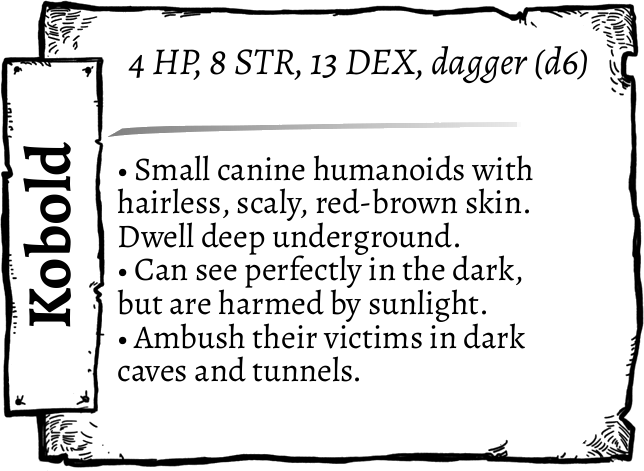 Kobold
4 HP, 8 STR, 13 DEX, dagger (d6)
• Small canine humanoids with
hairless, scaly, red-brown skin.
Dwell deep underground.
• Can see perfectly in the dark,
but are harmed by sunlight.
• Ambush their victims in dark
caves and tunnels.